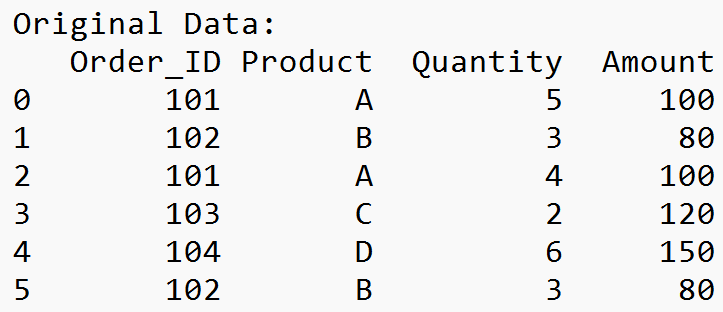 Original Data:
   Order_ID Product  Quantity  Amount
0       101       A         5     100
1       102       B         3      80
2       101       A         4     100
3       103       C         2     120
4       104       D         6     150
5       102       B         3      80